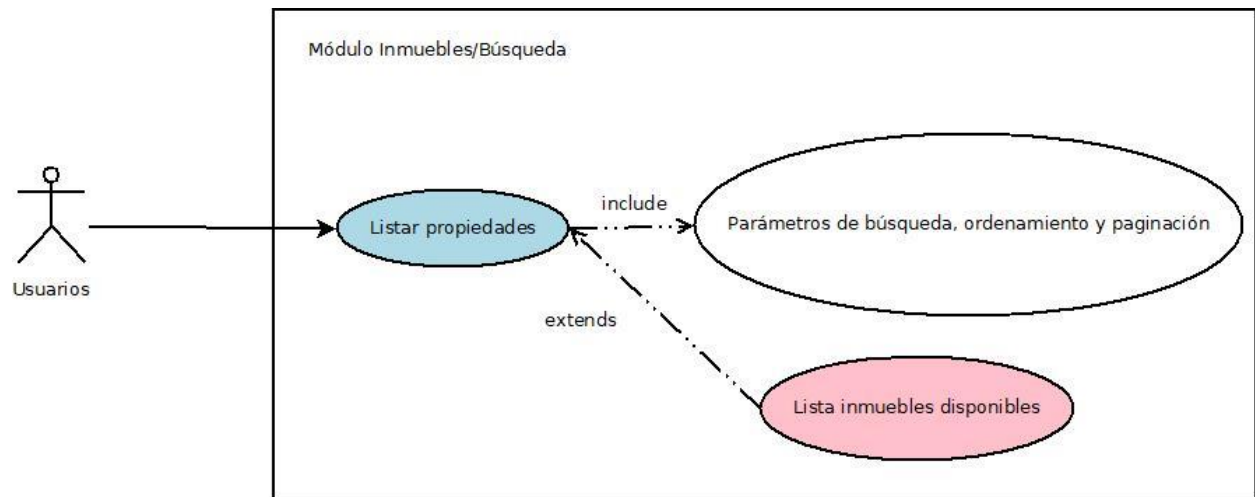 Módulo Inmuebles/Búsqueda
include
Listar propiedades
Parámetros de búsqueda, ordenamiento y paginación
Usuarios
extends
Lista inmuebles disponibles